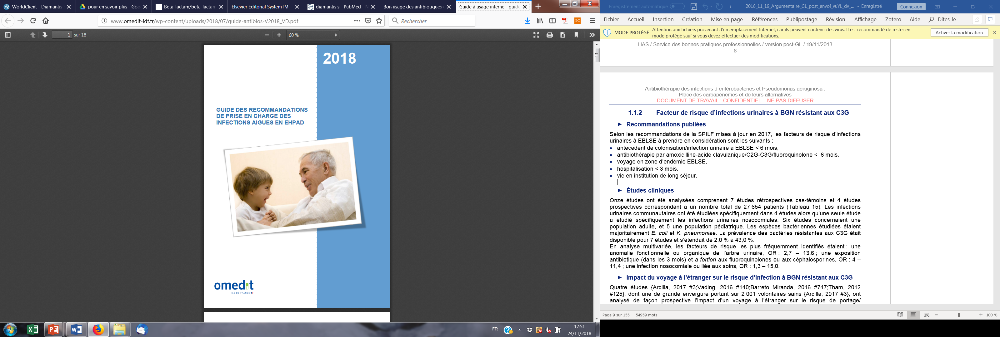 WorldClient - Diamantis
pour en savoir plus - Goo
Beta-lactam/beta-lactam
Elsevier Editorial SystemTM
diamantis s - PubMed - N
Bon usage des antibiotiques
Guide à usage interne - guide
www.omedit-idf.fr/wp-content/uploads/2018/07/guide-antibios-V2018_VD.pdf
Rechercher
1 sur 18
60 %
2018
GUIDE DES RECOMMANDATIONS
DE PRISE EN CHARGE DES
INFECTIONS AIGUES EN EHPAD
omedit
ILE DE FRANCE
Enregistrement automatique
2018_11_19_Argumentaire_GL_post_envoi_vuYL_dv_... - Enregistré
Connexion
Fichier Accueil Insertion Création Mise en page Références Publipostage Révision Affichage Zotero Aide Dites-le
MODE PROTÉGÉ Attention aux fichiers provenant d'un emplacement Internet, car ils peuvent contenir des virus. Il est recommandé de rester en
mode protégé sauf si vous devez effectuer des modifications.
Activer la modification
HAS / Service des bonnes pratiques professionnelles / version post-GL / 19/11/2018
8
Antibiothérapie des infections à entérobactéries et Pseudomonas aeruginosa :
Place des carbapénèmes et de leurs alternatives
DOCUMENT DE TRAVAIL : CONFIDENTIEL – NE PAS DIFFUSER
1.1.2 Facteur de risque d'infections urinaires à BGN résistant aux C3G
► Recommandations publiées
Selon les recommandations de la SPILF mises à jour en 2017, les facteurs de risque d'infections
urinaires à EBLSE à prendre en considération sont les suivants :
• antécédent de colonisation/infection urinaire à EBLSE < 6 mois,
• antibiothérapie par amoxicilline-acide clavulanique/C2G-C3G/fluoroquinolone < 6 mois,
• voyage en zone d'endémie EBLSE,
• hospitalisation < 3 mois,
• vie en institution de long séjour.
► Études cliniques
Onze études ont été analysées comprenant 7 études rétrospectives cas-témoins et 4 études
prospectives correspondant à un nombre total de 27 654 patients (Tableau 15). Les infections
urinaires communautaires ont été étudiées spécifiquement dans 4 études alors qu'une seule étude
a étudié spécifiquement les infections urinaires nosocomiales. Six études concernaient une
population adulte, et 5 une population pédiatrique. Les espèces bactériennes étudiées étaient
majoritairement E. coli et K. pneumoniae. La prévalence des bactéries résistantes aux C3G était
disponible pour 7 études et s'étendait de 2,0 % à 43,0 %.
En analyse multivariée, les facteurs de risque les plus fréquemment identifiés étaient : une
anomalie fonctionnelle ou organique de l'arbre urinaire, OR : 2,7 – 13,6 ; une exposition
antibiotique (dans les 3 mois) et a fortiori aux fluoroquinolones ou aux céphalosporines, OR : 4 –
11,4 ; une infection nosocomiale ou liée aux soins, OR : 1,3 – 15,0.
► Impact du voyage à l'étranger sur le risque d'infection à BGN résistant aux C3G
Quatre études {Arcilla, 2017 #3;Vading, 2016 #140;Barreto Miranda, 2016 #747;Tham, 2012
#125}, dont une de grande envergure portant sur 2 001 volontaires sains {Arcilla, 2017 #3}, ont
analysé de façon prospective l'impact d'un voyage à l'étranger sur le risque de portage/
Page 9 sur 155 54959 mots
100 %
FR
17:51
24/11/2018